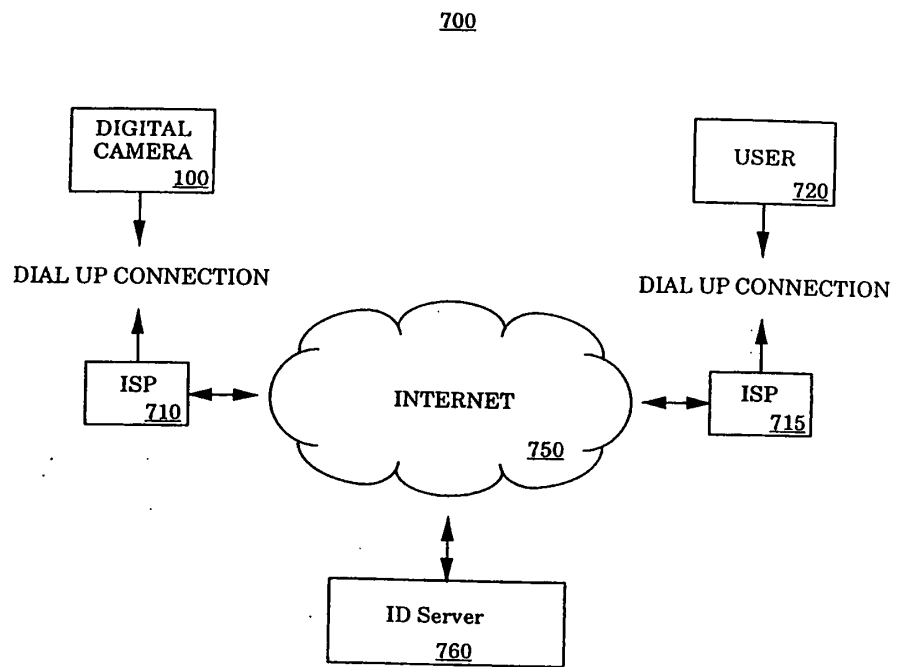 700
DIGITAL
CAMERA
100
USER
720
DIAL UP CONNECTION
DIAL UP CONNECTION
ISP
710
INTERNET
750
ISP
715
ID Server
760